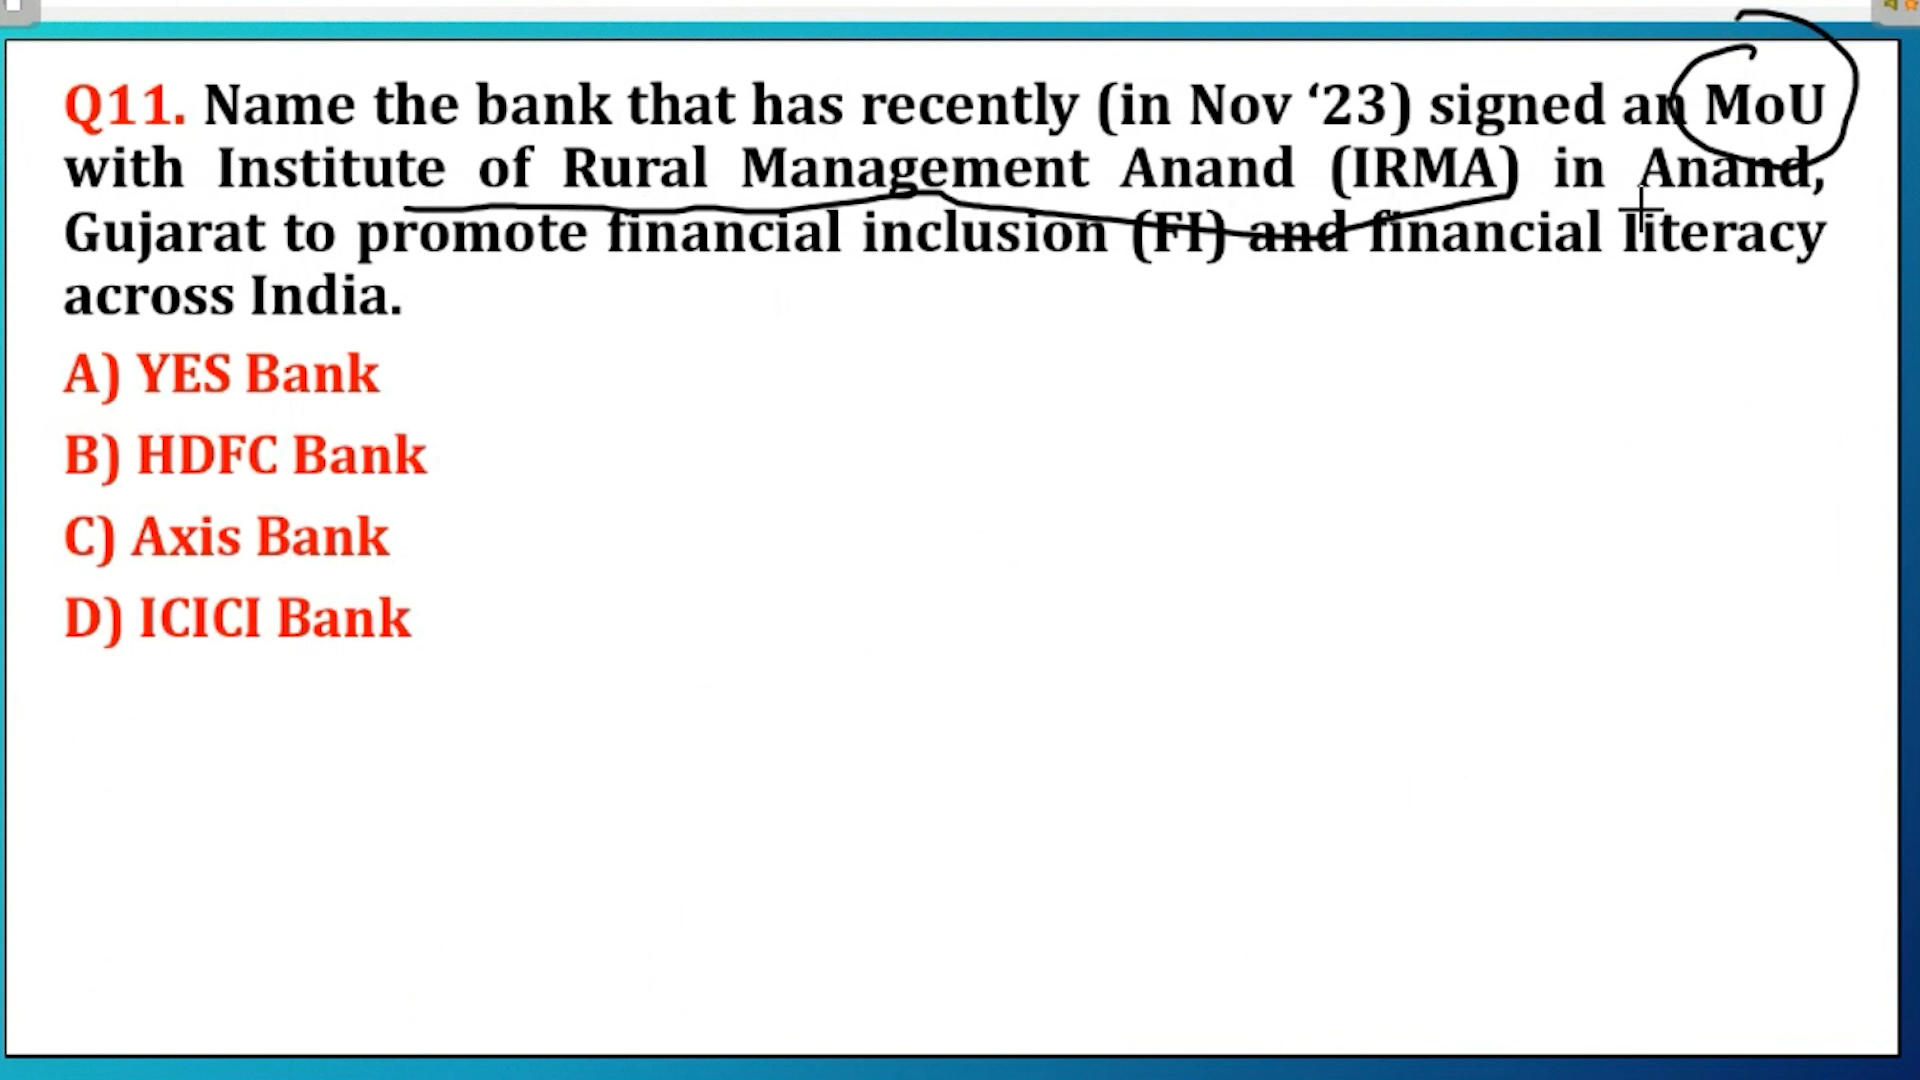 Q11. Name the bank that has recently (in Nov ‘23) signed an MoU
with Institute of Rural Management Anand (IRMA) in Anand,
Gujarat to promote financial inclusion (FI) and financial literacy
across India.
A) YES Bank
B) HDFC Bank
C) Axis Bank
D) ICICI Bank